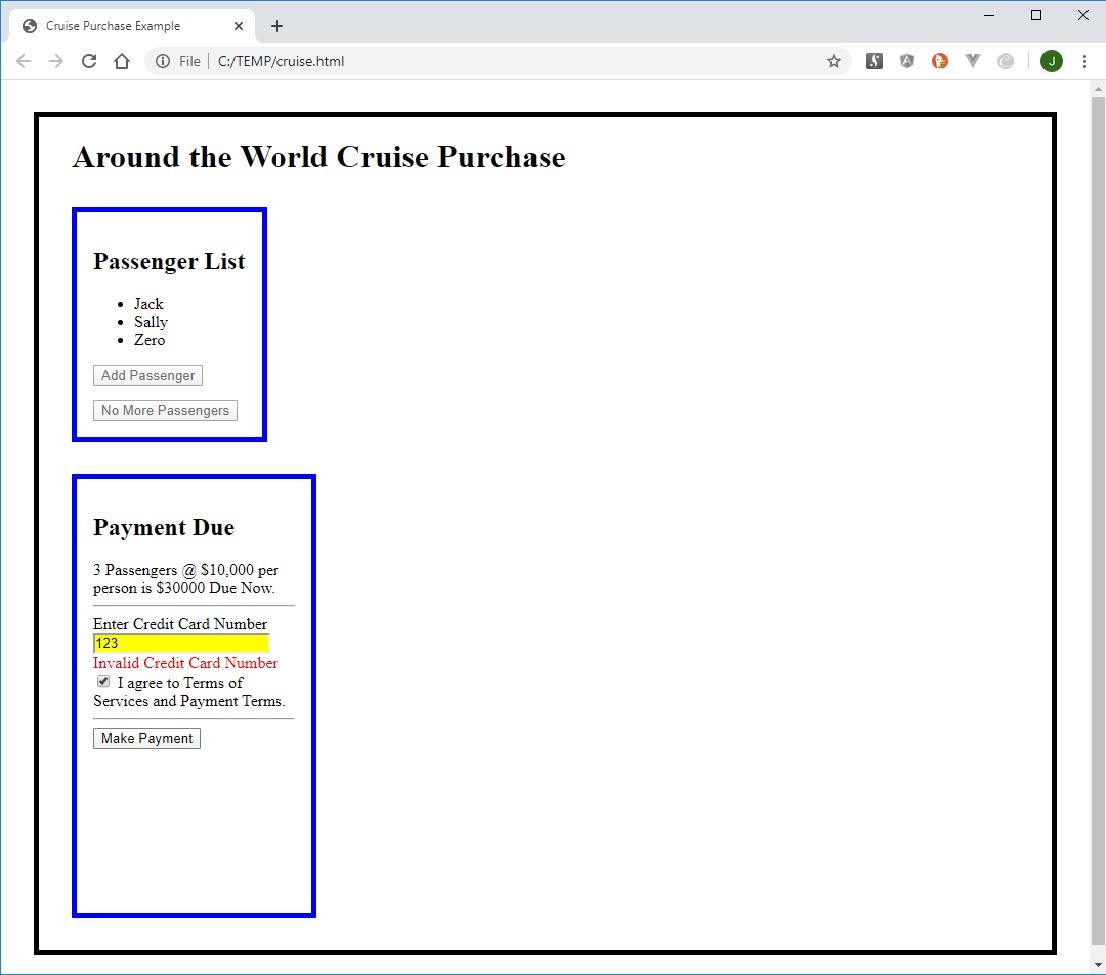 Cruise Purchase Example
File | C:/TEMP/cruise.html
J
Around the World Cruise Purchase
Passenger List
• Jack
• Sally
• Zero
Add Passenger
No More Passengers
Payment Due
3 Passengers @ $10,000 per
person is $30000 Due Now.
Enter Credit Card Number
123
Invalid Credit Card Number
I agree to Terms of
Services and Payment Terms.
Make Payment